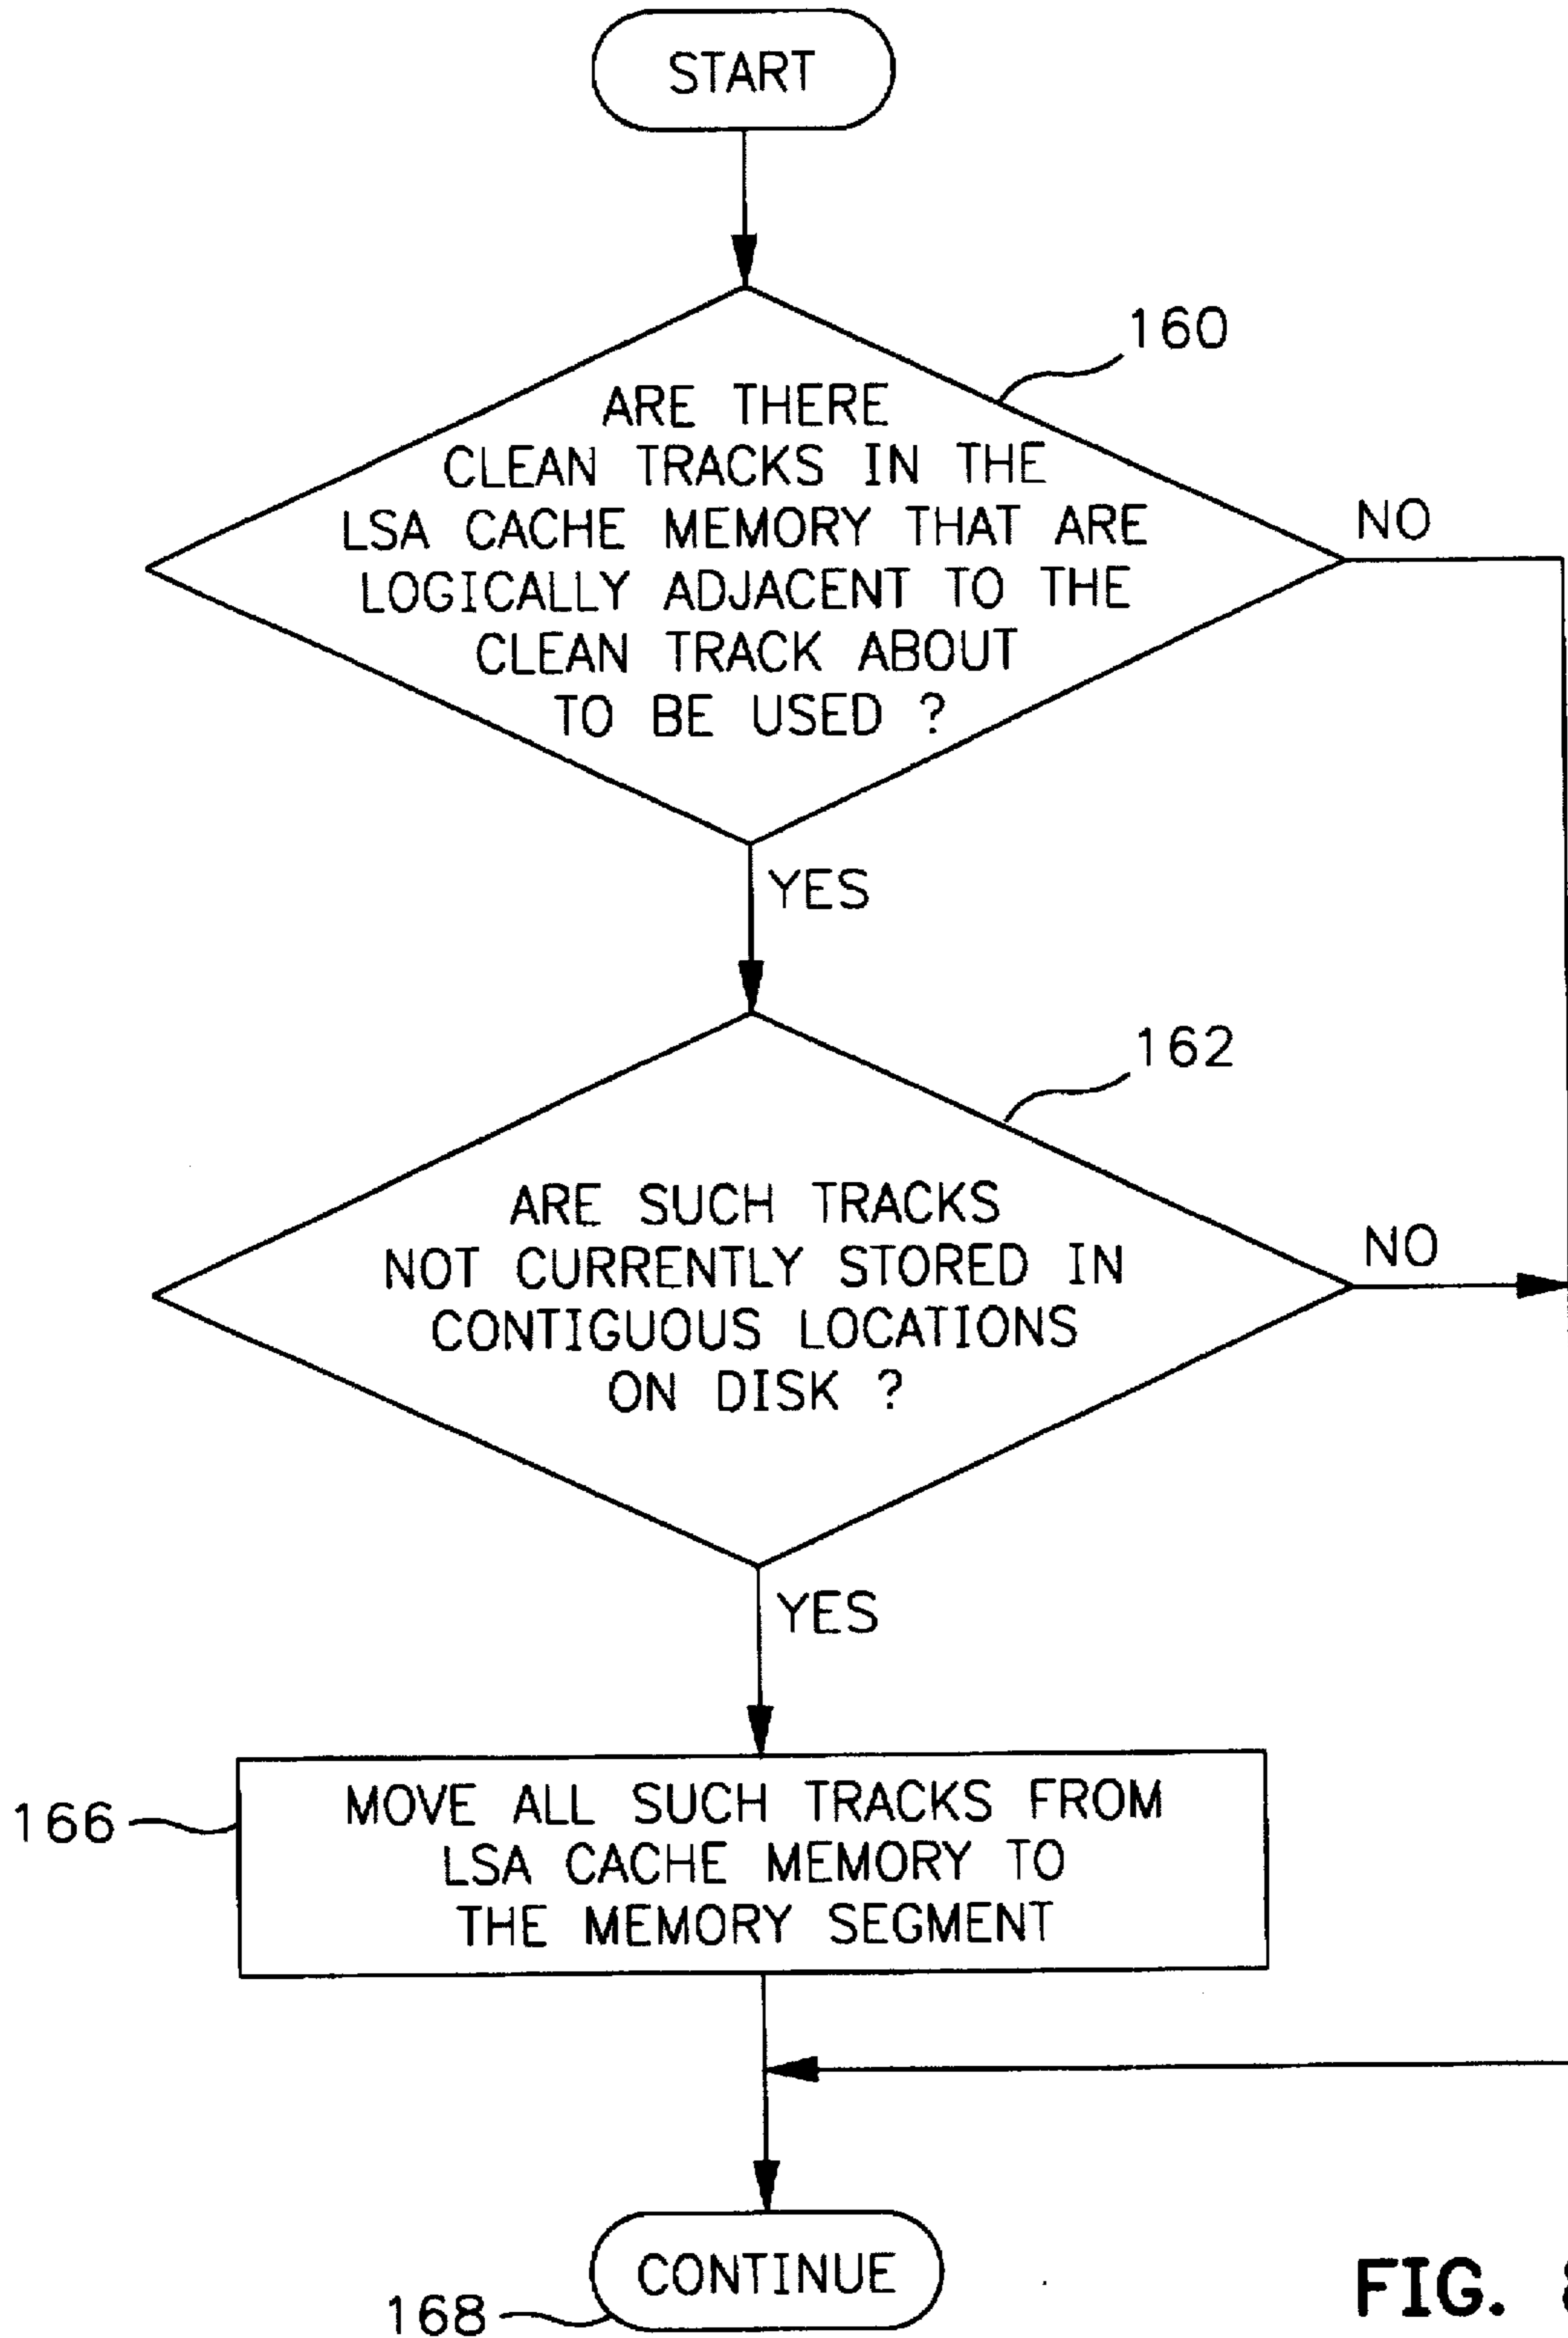 START
160
ARE THERE
CLEAN TRACKS IN THE
LSA CACHE MEMORY THAT ARE
LOGICALLY ADJACENT TO THE
CLEAN TRACK ABOUT
TO BE USED ?
NO
YES
162
ARE SUCH TRACKS
NOT CURRENTLY STORED IN
CONTIGUOUS LOCATIONS
ON DISK ?
NO
YES
166
MOVE ALL SUCH TRACKS FROM
LSA CACHE MEMORY TO
THE MEMORY SEGMENT
CONTINUE
168
FIG.